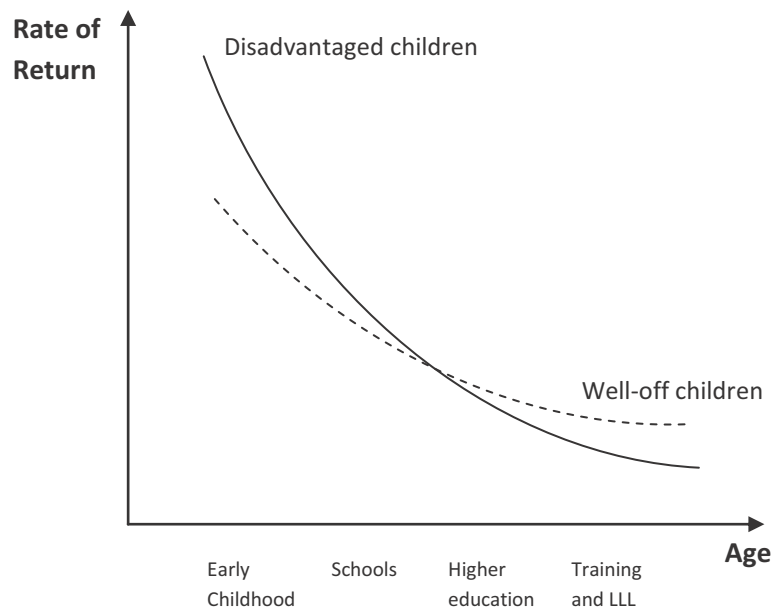 Rate of
Return
Disadvantaged children
Well-off children
Age
Early
Childhood
Schools
Higher
education
Training
and LLL